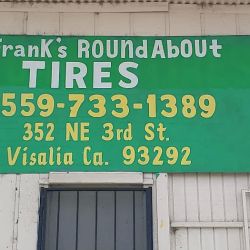 Frank's ROUNDABOUT
TIRES
559-733-1389
352 NE 3rd St.
Visalia Ca. 93292